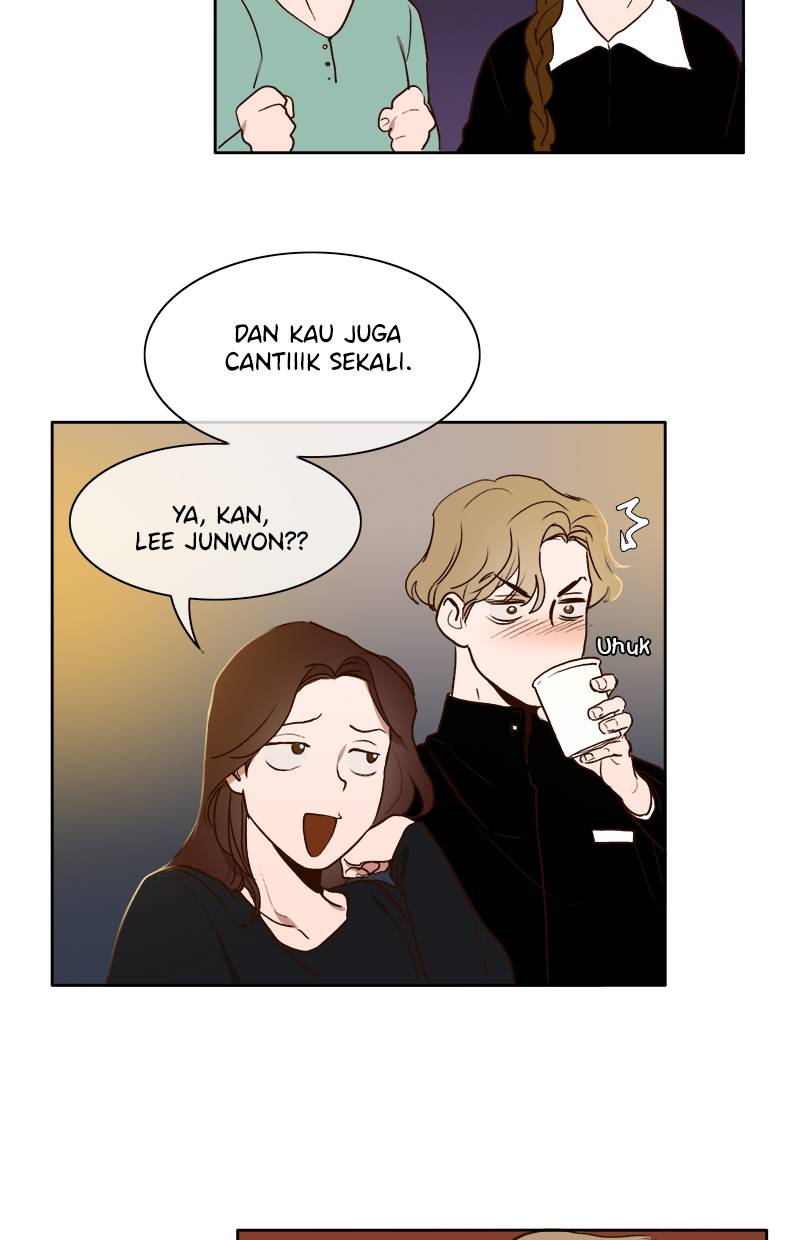 DAN KAU JUGA
CANTIIIK SEKALI.
YA, KAN,
LEE JUNWON??
Uhuk